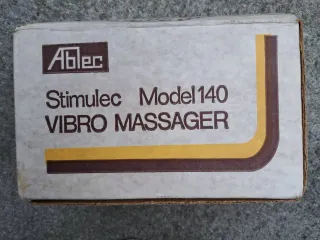 Ablec
Stimulec Model 140
VIBRO MASSAGER